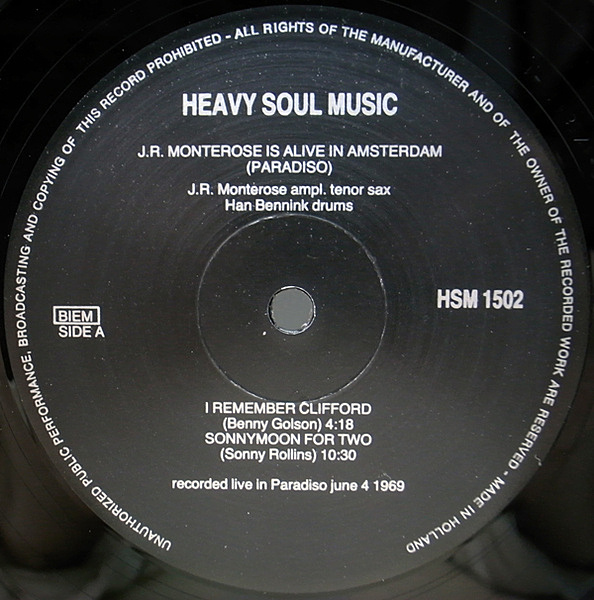 UNAUTHORIZED PUBLIC PERFORMANCE, BROADCASTING AND COPYING OF THIS RECORD PROHIBITED - ALL RIGHTS OF THE MANUFACTURER AND OF THE OWNER OF THE RECORDED WORK ARE RESERVED - MADE IN HOLLAND
HEAVY SOUL MUSIC
J.R. MONTEROSE IS ALIVE IN AMSTERDAM
(PARADISO)
J.R. Monterose ampl. tenor sax
Han Bennink drums
BIEM
SIDE A
HSM 1502
I REMEMBER CLIFFORD
(Benny Golson) 4:18
SONNYMOON FOR TWO
(Sonny Rollins) 10:30
recorded live in Paradiso june 4 1969